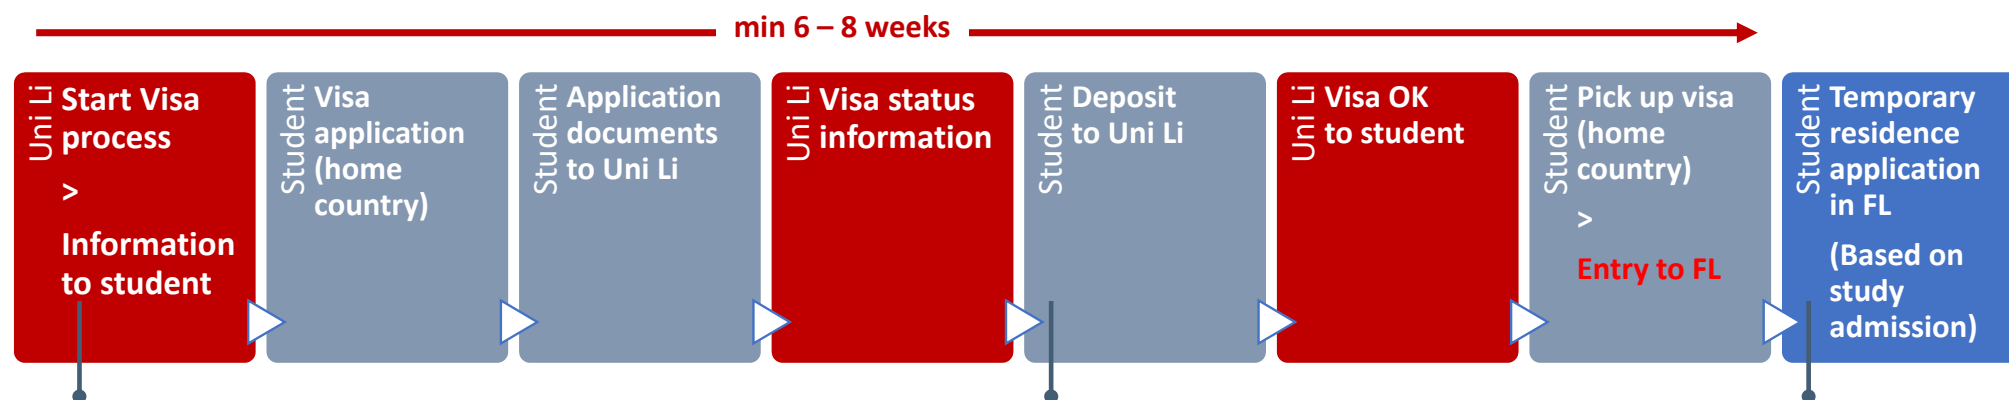 min 6 – 8 weeks
Uni Li
Start Visa
process
>
Information
to student
Student
Visa
application
(home
country)
Student
Application
documents
to Uni Li
Uni Li
Visa status
information
Student
Deposit
to Uni Li
Uni Li
Visa OK
to student
Student
Pick up visa
(home
country)
>
Entry to FL
Student
Temporary
residence
application
in FL
(Based on
study
admission)